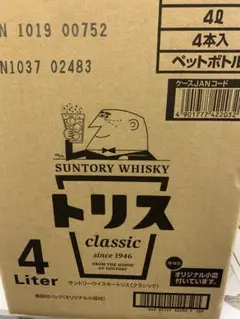 N 1019 00752
N1037 02483
4ℓ
4本入
ペットボトル
ケースJANコード
SUNTORY WHISKY
トリス
classic
since 1946
FROM THE HOUSE
OF SUNTORY
4
Liter
サントリーウイスキートリス〈クラシック〉
オリジナル小皿
付いています。